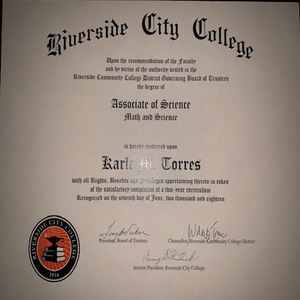 Riverside City College
Upon the recommendation of the Faculty
and by virtue of the authority vested in the
Riverside Community College District Governing Board of Trustees
the degree of
Associate of Science
Math and Science
is hereby conferred upon
Karla M. Torres
with all Rights, Benefits and Privileges appertaining thereto in token
of the satisfactory completion of a two-year curriculum
Recognized on the seventh day of June, two thousand and eighteen
President, Board of Trustees
Chancellor, Riverside Community College District
Interim President, Riverside City College
RIVERSIDE CITY COLLEGE
1916